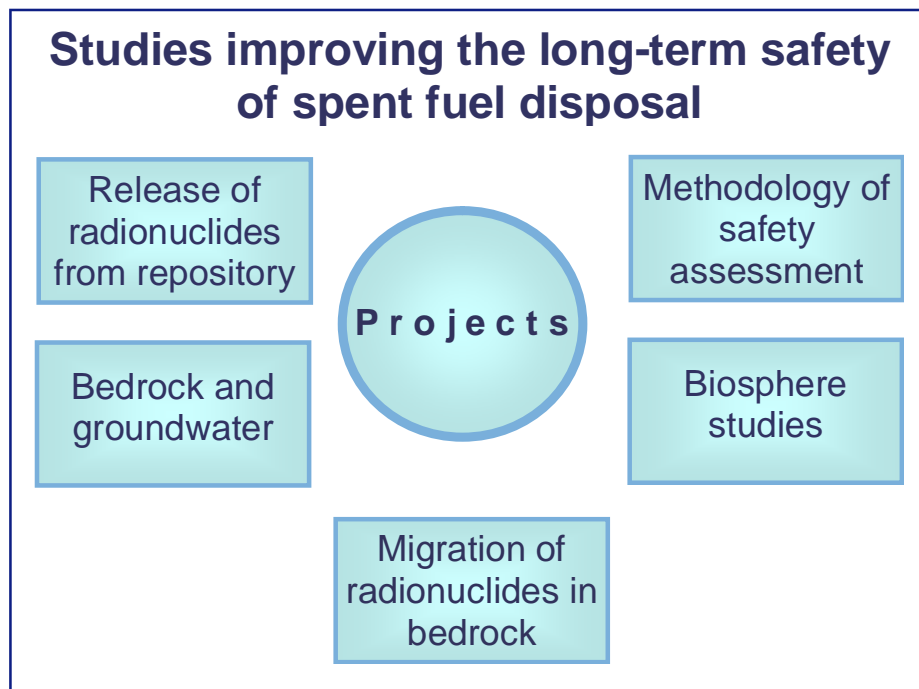 Studies improving the long-term safety
of spent fuel disposal
Release of
radionuclides
from repository
Methodology of
safety
assessment
Projects
Bedrock and
groundwater
Biosphere
studies
Migration of
radionuclides in
bedrock